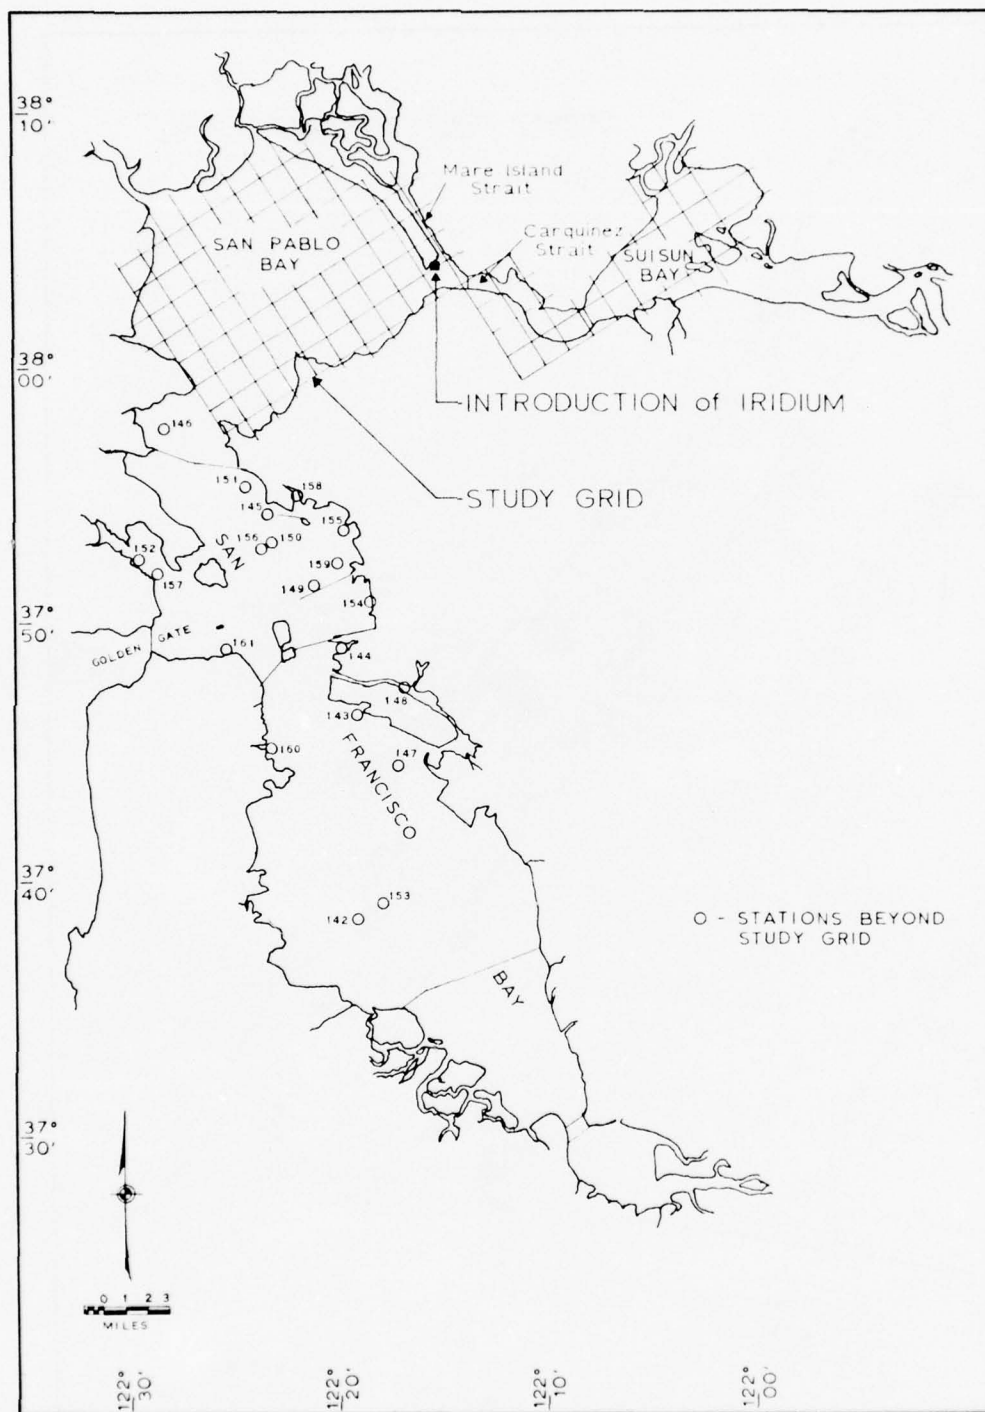 38°
10'
Mare Island
Strait
SAN PABLO
BAY
Carquinez
Strait
SUISUN
BAY
38°
00'
INTRODUCTION of IRIDIUM
146
STUDY GRID
151
158
145
155
SAN
156
150
152
159
157
149
154
37°
50'
GOLDEN GATE
161
144
148
143
FRANCISCO
160
147
37°
40'
153
142
O - STATIONS BEYOND
STUDY GRID
BAY
37°
30'
0 1 2 3
MILES
122°
30'
122°
20'
122°
10'
122°
00'